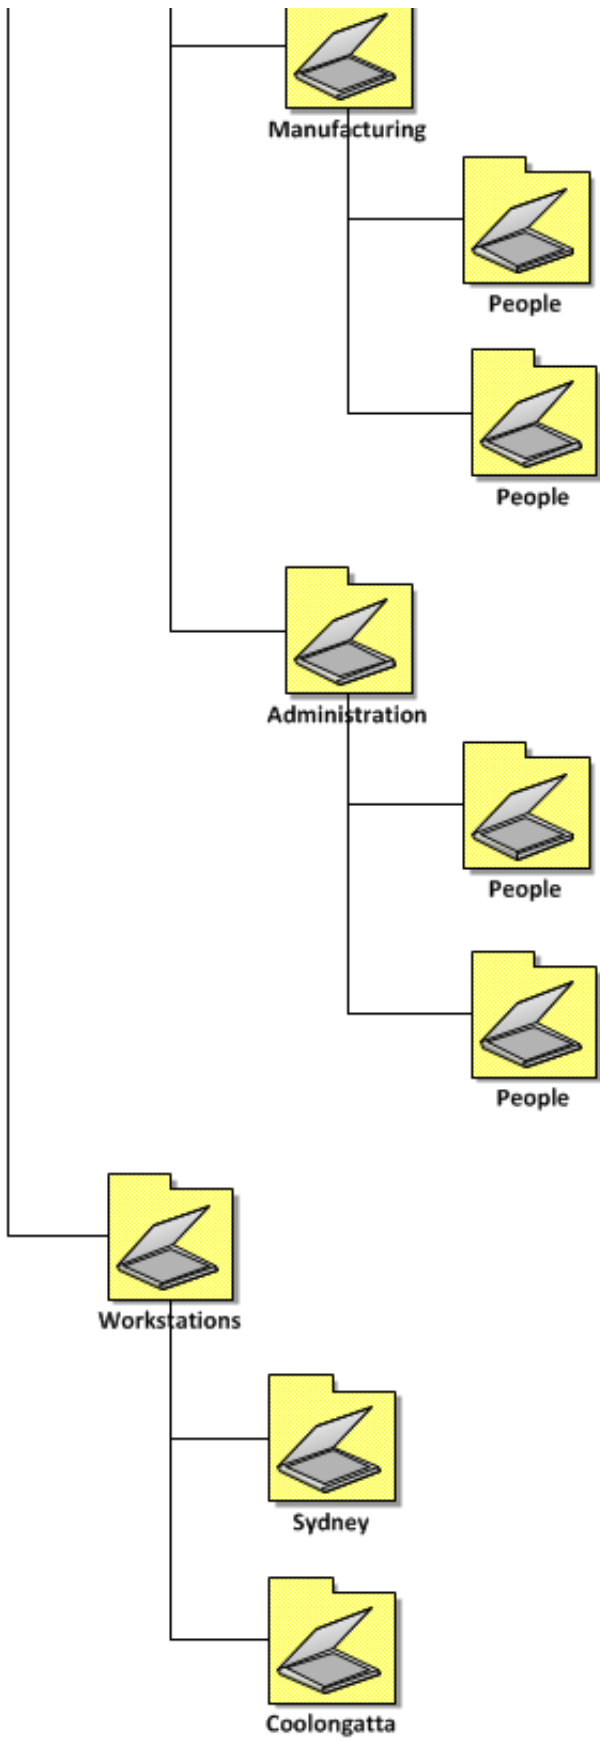 Manufacturing
People
People
Administration
People
People
Workstations
Sydney
Coolongatta